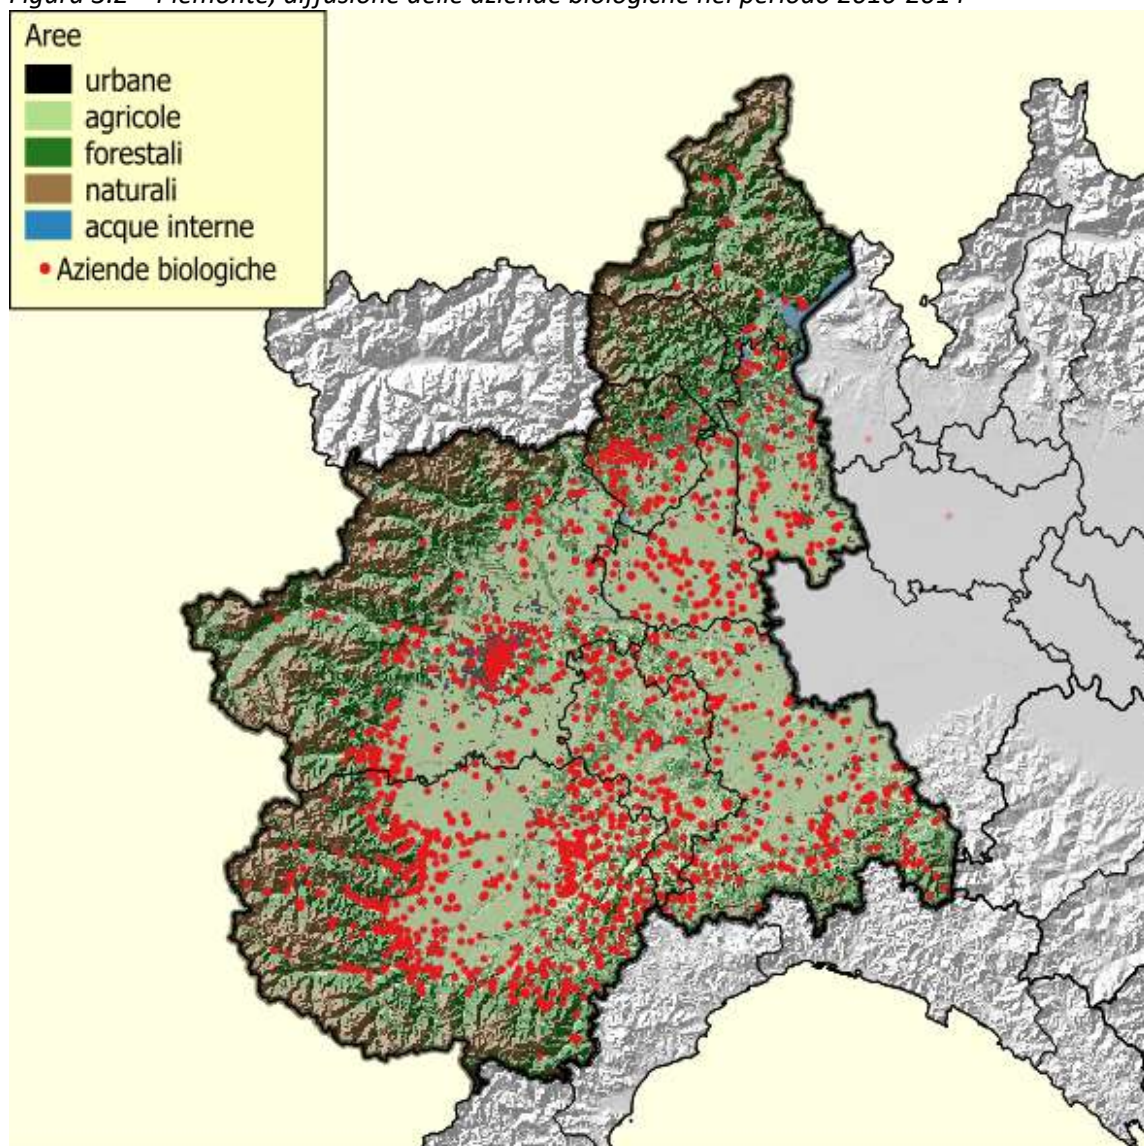 Figura 3.2 – Piemonte, diffusione delle aziende biologiche nel periodo 2010-2014
Aree
urbane
agricole
forestali
naturali
acque interne
Aziende biologiche